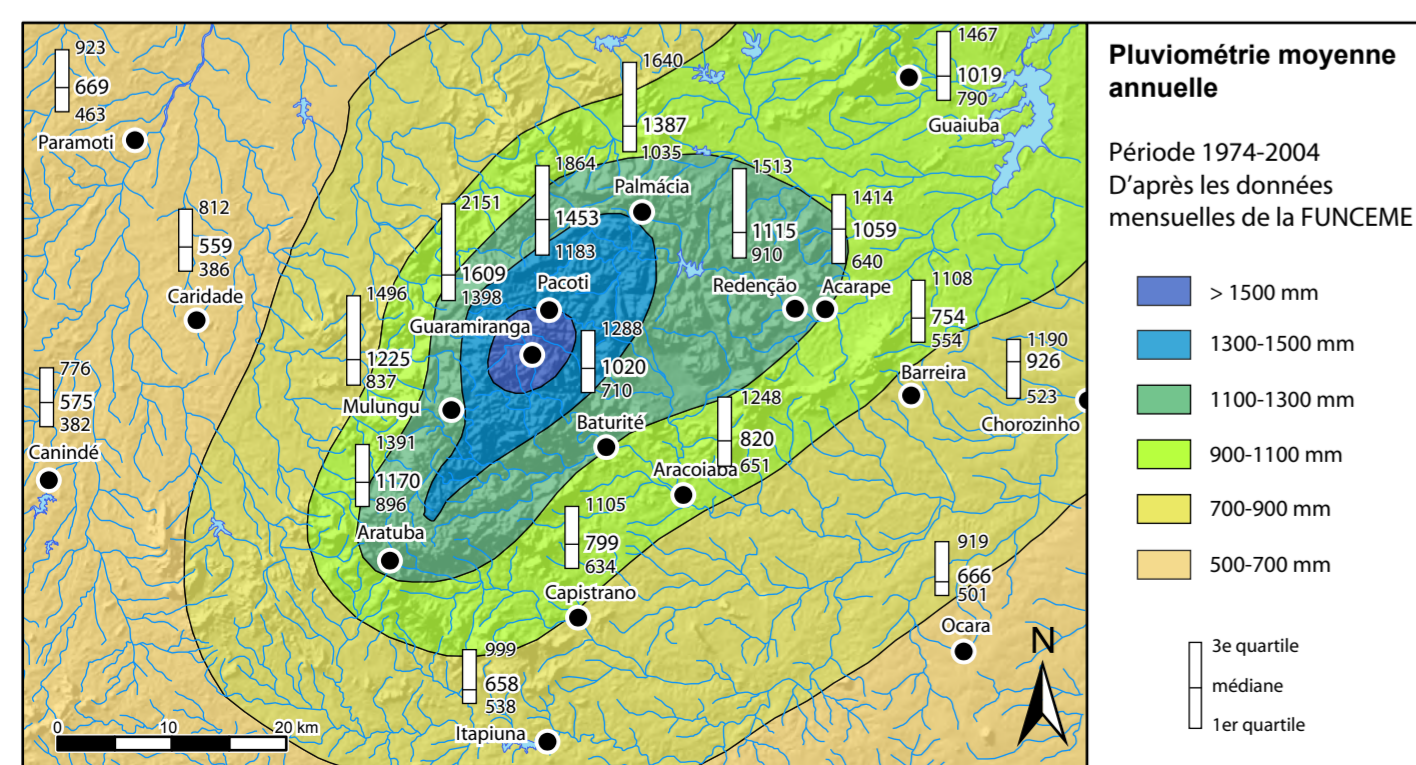 923
669
463
Paramoti
812
559
386
Caridade
776
575
382
Canindé
1496
1225
837
Mulungu
1391
1170
896
Aratuba
2151
1609
1398
Guaramiranga
1864
1453
1183
Pacoti
1640
1387
1035
Palmácia
1288
1020
710
Baturité
1513
1115
910
Redenção
1414
1059
640
Acarape
1467
1019
790
Guaiuba
1108
754
554
Barreira
1190
926
523
Chorozinho
1248
820
651
Aracoiaba
1105
799
634
Capistrano
999
658
538
Itapiuna
919
666
501
Ocara
N
0 10 20 km
Pluviométrie moyenne
annuelle
Période 1974-2004
D'après les données
mensuelles de la FUNCEME
> 1500 mm
1300-1500 mm
1100-1300 mm
900-1100 mm
700-900 mm
500-700 mm
3e quartile
médiane
1er quartile